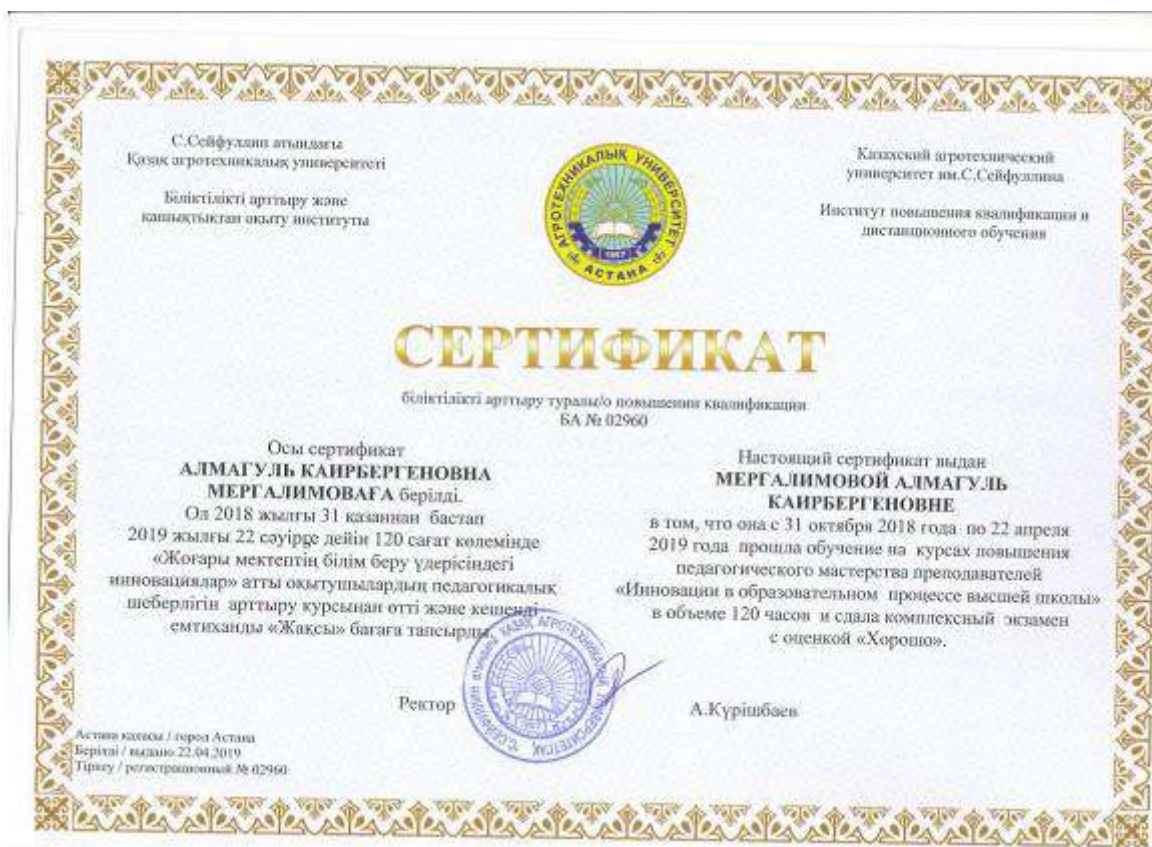 С.Сейфуллин атындағы
Қазақ агротехникалық университеті
Біліктілікті арттыру және
қашықтықтан оқыту институты
АГРОТЕХНИКАЛЫҚ УНИВЕРСИТЕТ
1957
АСТАНА
Казахский агротехнический
университет им.С.Сейфуллина
Институт повышения квалификации и
дистанционного обучения
СЕРТИФИКАТ
біліктілікті арттыру туралы/о повышении квалификации
БА № 02960
Осы сертификат
АЛМАГУЛЬ КАИРБЕРГЕНОВНА
МЕРГАЛИМОВАҒА берілді.
Ол 2018 жылғы 31 қазаннан бастап
2019 жылғы 22 сәуірге дейін 120 сағат көлемінде
«Жоғары мектептің білім беру үдерісіндегі
инновациялар» атты оқытушылардың педагогикалық
шеберлігін арттыру курсынан өтті және кешенді
емтиханды «Жақсы» бағаға тапсырды.
Настоящий сертификат выдан
МЕРГАЛИМОВОЙ АЛМАГУЛЬ
КАИРБЕРГЕНОВНЕ
в том, что она с 31 октября 2018 года по 22 апреля
2019 года прошла обучение на курсах повышения
педагогического мастерства преподавателей
«Инновации в образовательном процессе высшей школы»
в объеме 120 часов и сдала комплексный экзамен
с оценкой «Хорошо».
Ректор
А.Күрішбаев
Астана қаласы / город Астана
Берілді / выдано 22.04.2019
Тіркеу / регистрационный № 02960